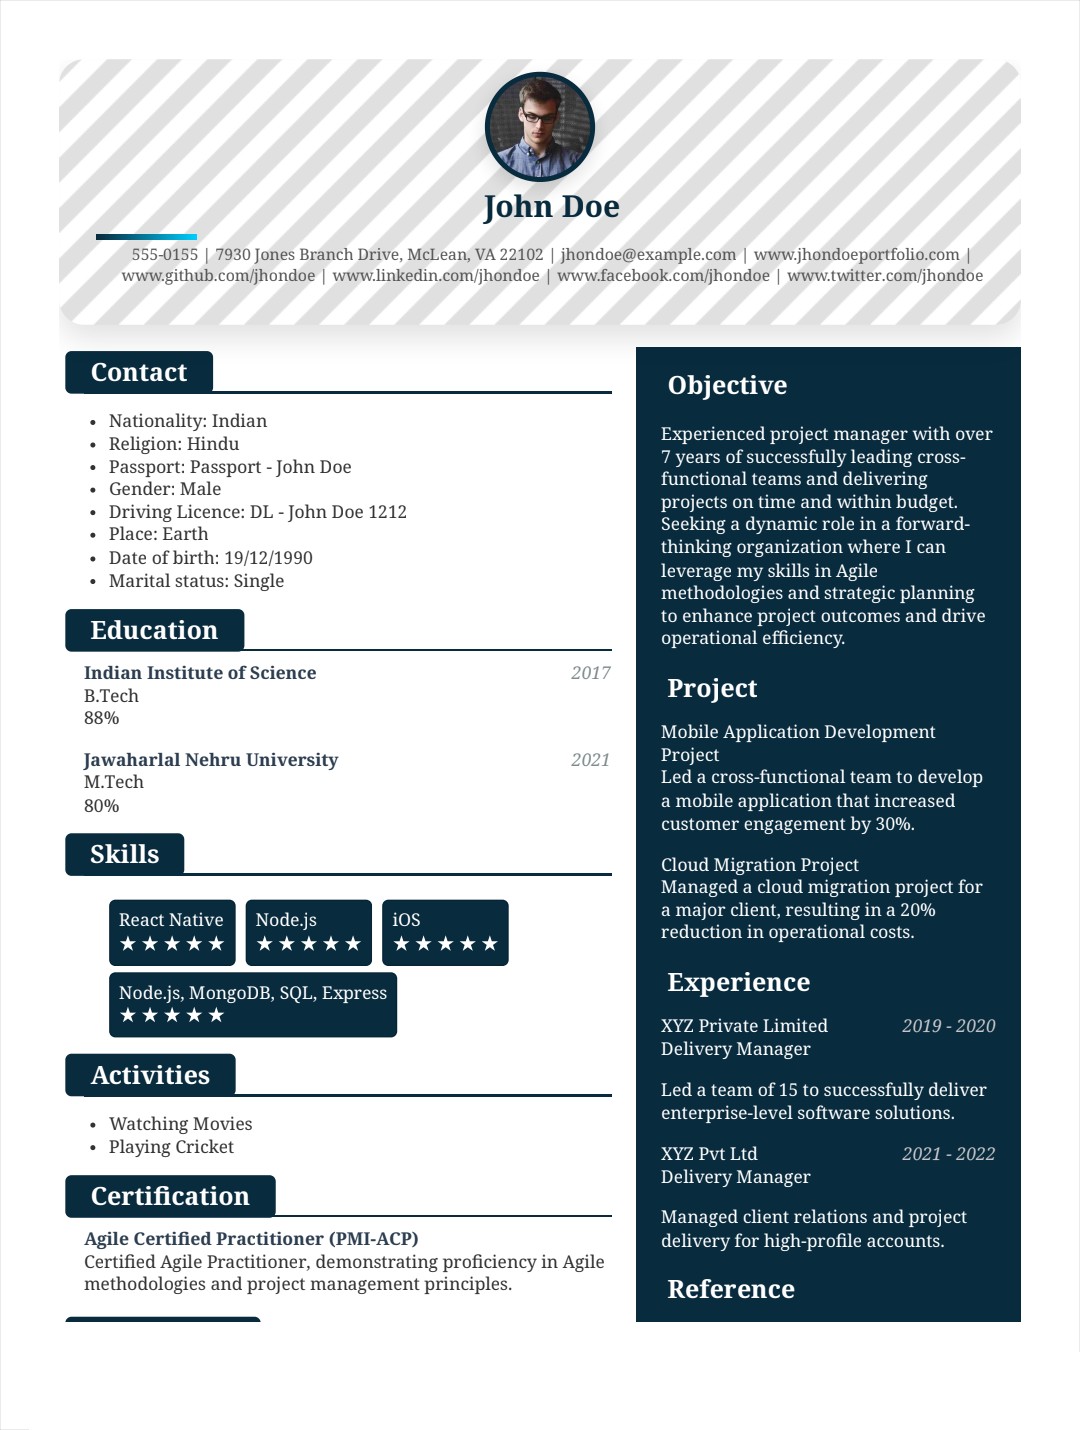 John Doe
555-0155 | 7930 Jones Branch Drive, McLean, VA 22102 | jhondoe@example.com | www.jhondoeportfolio.com |
www.github.com/jhondoe | www.linkedin.com/jhondoe | www.facebook.com/jhondoe | www.twitter.com/jhondoe
Contact
• Nationality: Indian
• Religion: Hindu
• Passport: Passport - John Doe
• Gender: Male
• Driving Licence: DL - John Doe 1212
• Place: Earth
• Date of birth: 19/12/1990
• Marital status: Single
Education
Indian Institute of Science 2017
B.Tech
88%
Jawaharlal Nehru University 2021
M.Tech
80%
Skills
React Native Node.js iOS
★★★★★ ★★★★★ ★★★★★
Node.js, MongoDB, SQL, Express
★★★★★
Activities
• Watching Movies
• Playing Cricket
Certification
Agile Certified Practitioner (PMI-ACP)
Certified Agile Practitioner, demonstrating proficiency in Agile
methodologies and project management principles.
Objective
Experienced project manager with over
7 years of successfully leading cross-
functional teams and delivering
projects on time and within budget.
Seeking a dynamic role in a forward-
thinking organization where I can
leverage my skills in Agile
methodologies and strategic planning
to enhance project outcomes and drive
operational efficiency.
Project
Mobile Application Development
Project
Led a cross-functional team to develop
a mobile application that increased
customer engagement by 30%.
Cloud Migration Project
Managed a cloud migration project for
a major client, resulting in a 20%
reduction in operational costs.
Experience
XYZ Private Limited 2019 - 2020
Delivery Manager
Led a team of 15 to successfully deliver
enterprise-level software solutions.
XYZ Pvt Ltd 2021 - 2022
Delivery Manager
Managed client relations and project
delivery for high-profile accounts.
Reference